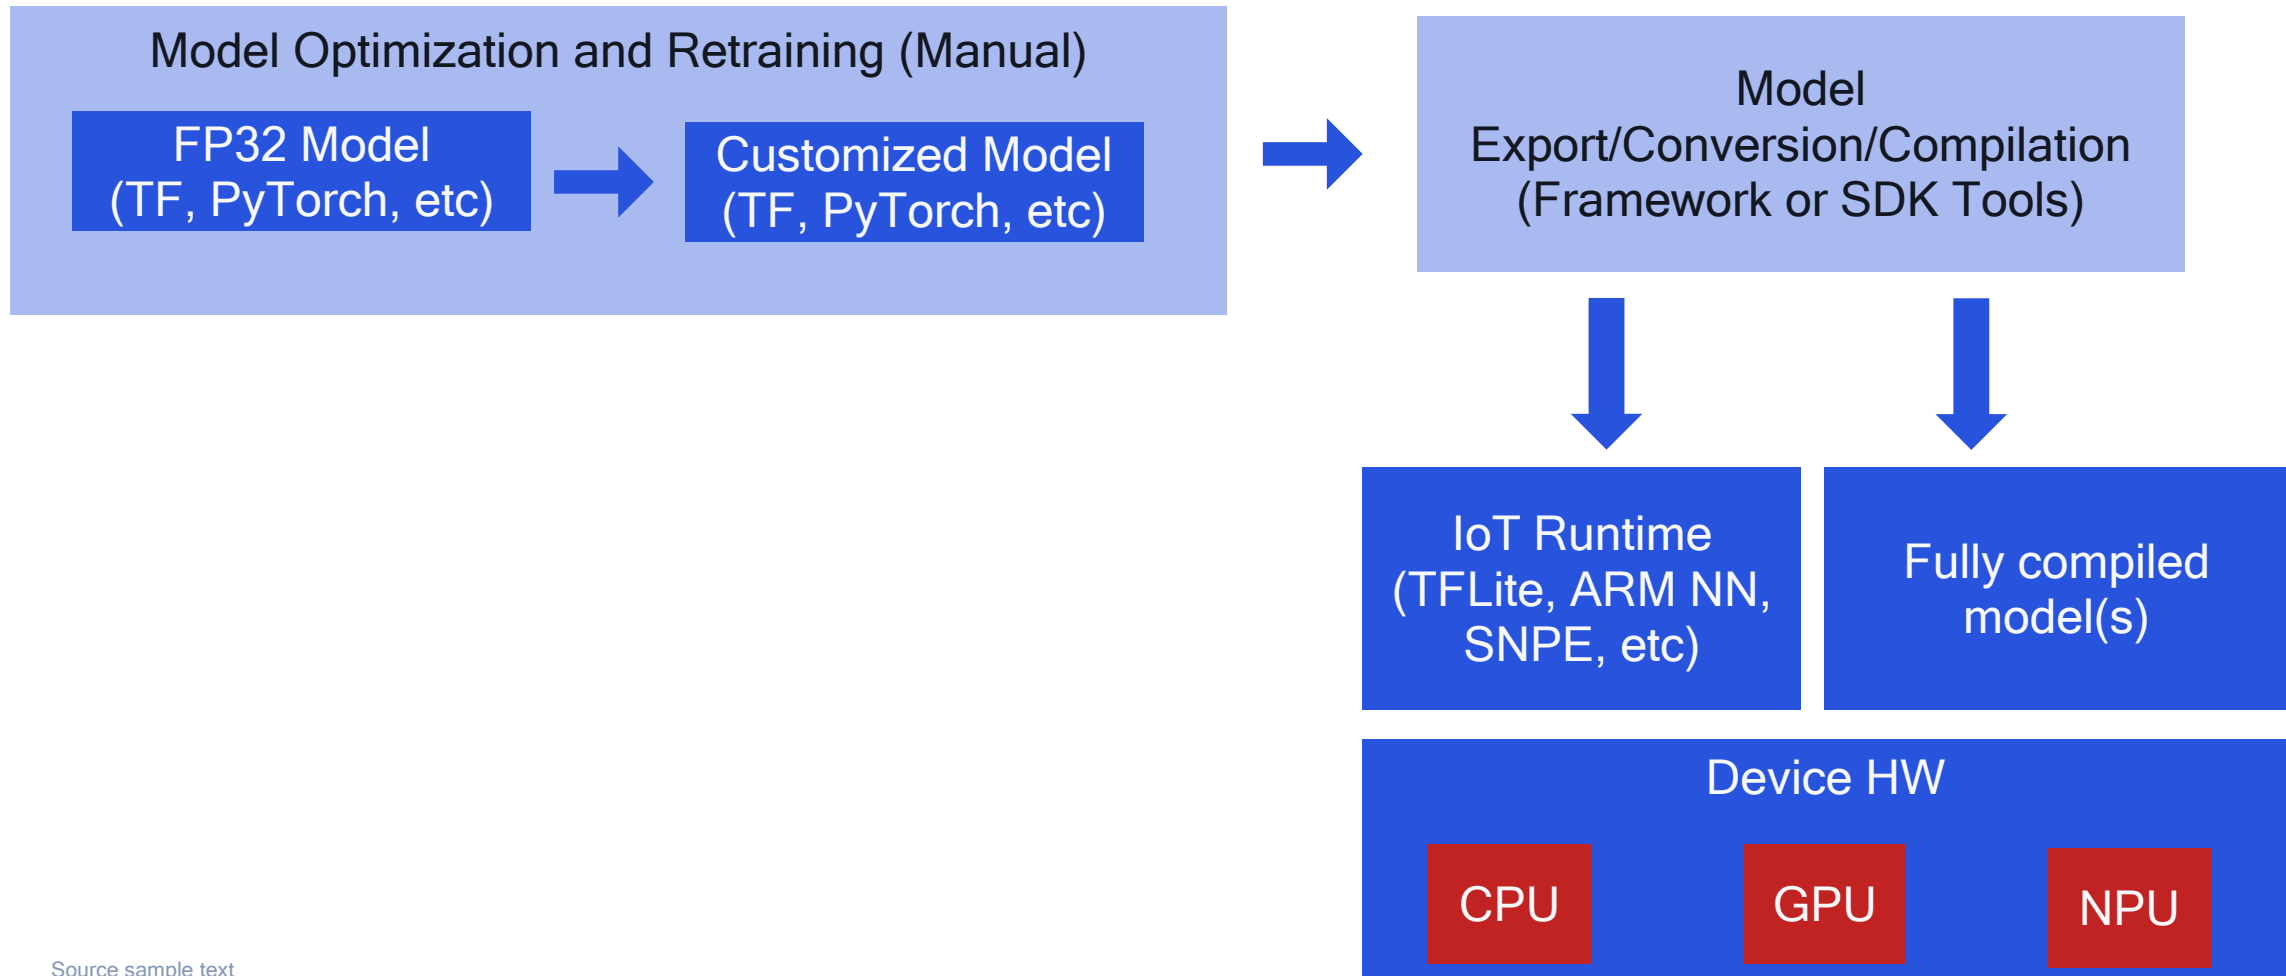 Model Optimization and Retraining (Manual)
FP32 Model
(TF, PyTorch, etc)
Customized Model
(TF, PyTorch, etc)
Model
Export/Conversion/Compilation
(Framework or SDK Tools)
IoT Runtime
(TFLite, ARM NN,
SNPE, etc)
Fully compiled
model(s)
Device HW
CPU
GPU
NPU
Source sample text